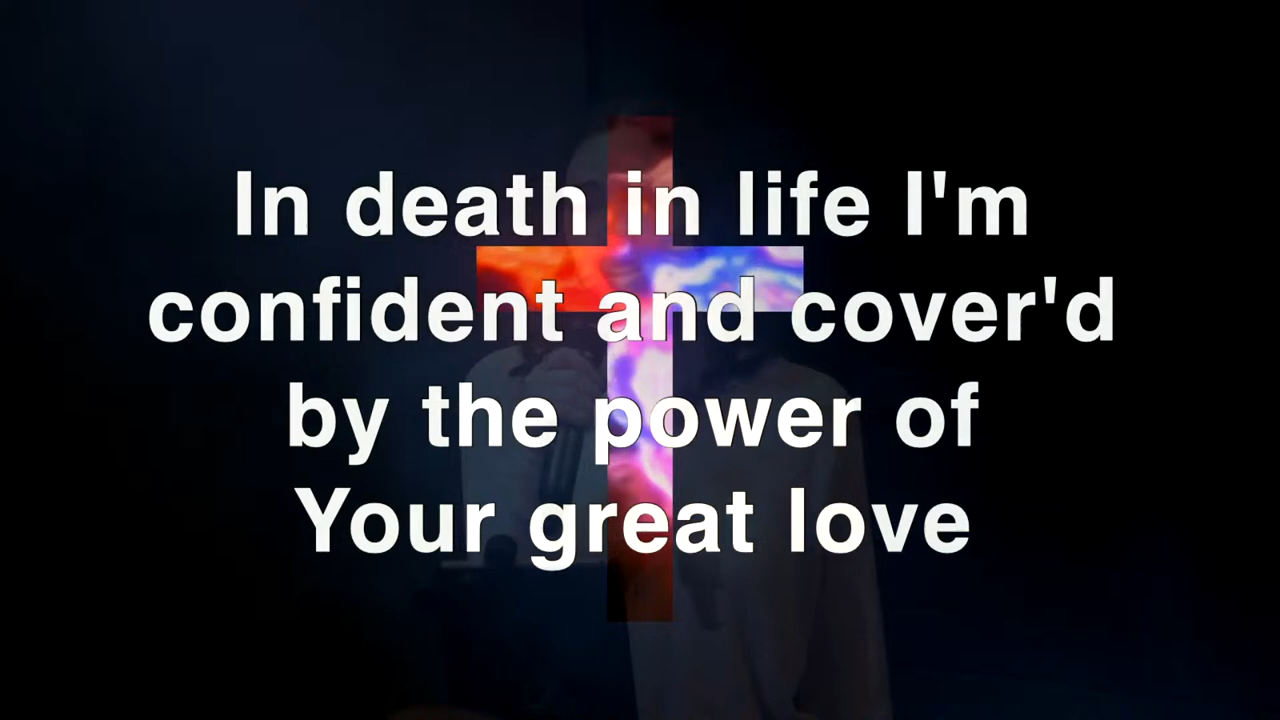 In death in life I'm
confident and cover'd
by the power of
Your great love